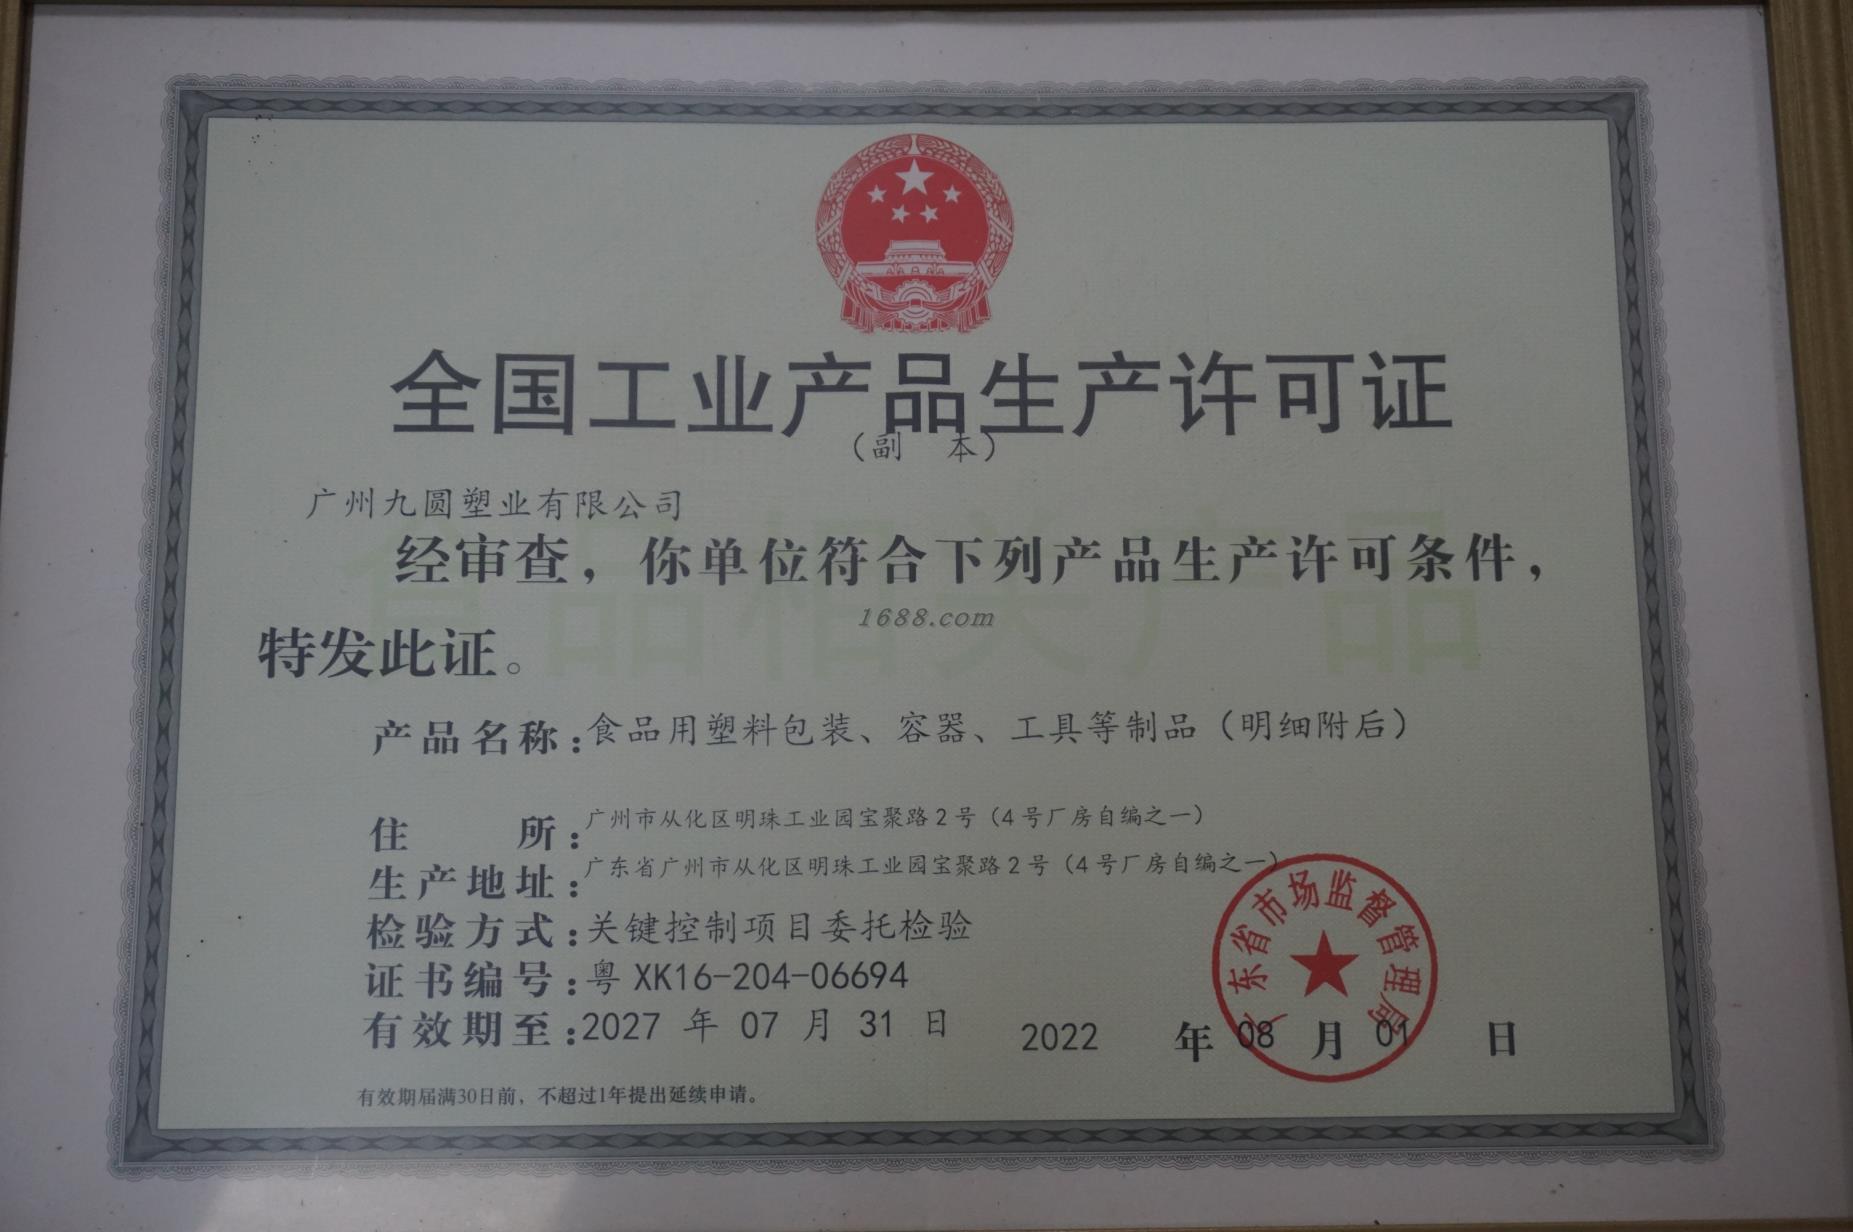 全国工业产品生产许可证
（副 本）
广州九圆塑业有限公司
食品相关产品
经审查，你单位符合下列产品生产许可条件，
1688.com
特发此证。
产品名称：食品用塑料包装、容器、工具等制品（明细附后）
住 所：广州市从化区明珠工业园宝聚路2号（4号厂房自编之一）
生产地址：广东省广州市从化区明珠工业园宝聚路2号（4号厂房自编之一）
检验方式：关键控制项目委托检验
证书编号：粤 XK16-204-06694
有效期至：2027 年 07 月 31 日
广东省市场监督管理局
2022 年 08 月 01 日
有效期届满30日前，不超过1年提出延续申请。